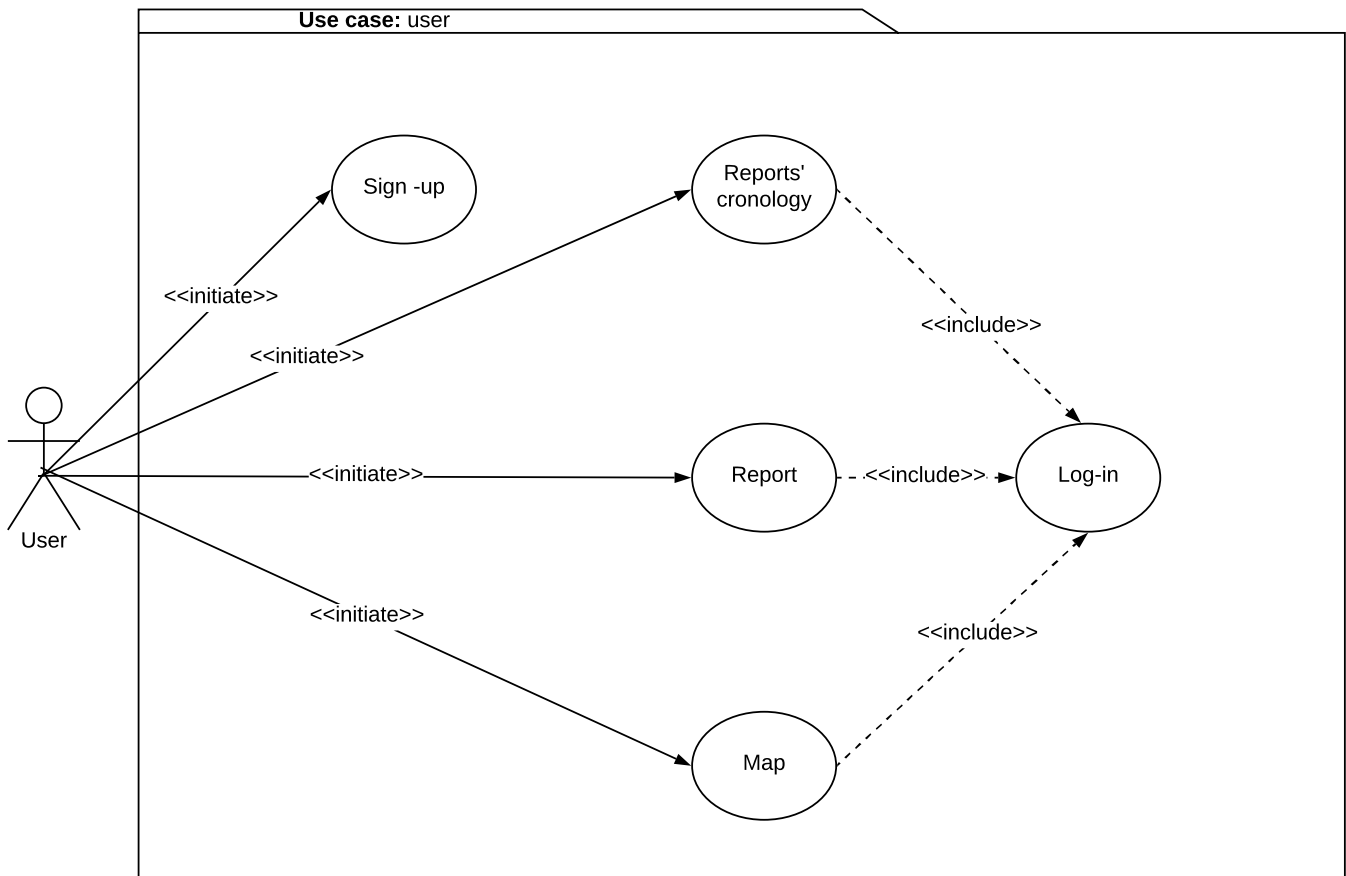 Use case: user
Sign -up
Reports'
cronology
<<initiate>>
<<include>>
<<initiate>>
<<initiate>>
Report
<<include>>
Log-in
User
<<initiate>>
<<include>>
Map